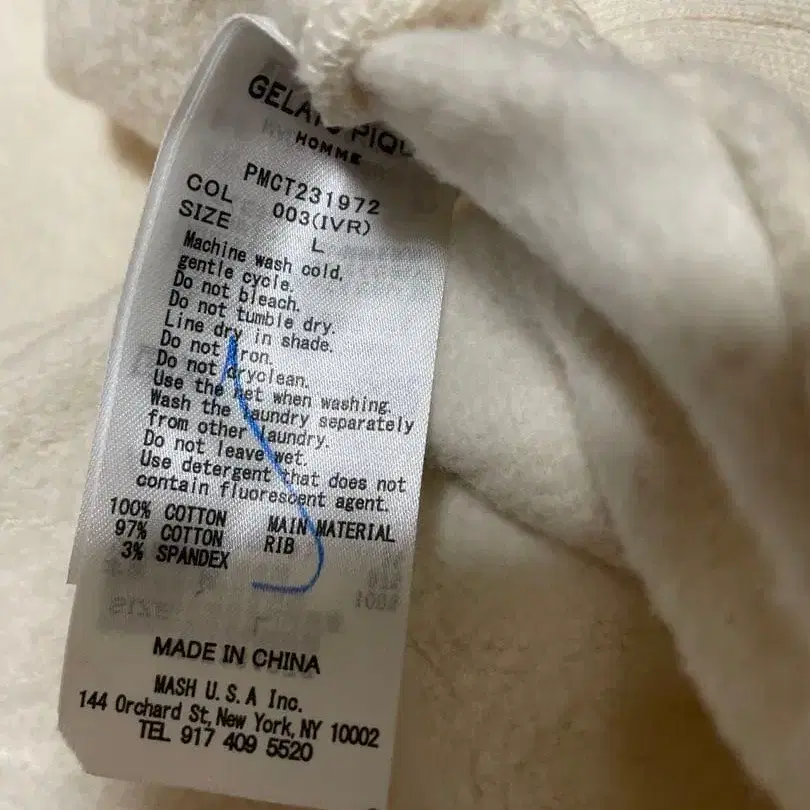 GELATO PIQU
HOMME
PMCT231972
COL 003(IVR)
SIZE L
Machine wash cold,
gentle cycle.
Do not bleach.
Do not tumble dry.
Line dry in shade.
Do not iron.
Do not dryclean.
Use the net when washing.
Wash the laundry separately
from other laundry.
Do not leave wet.
Use detergent that does not
contain fluorescent agent.
100% COTTON MAIN MATERIAL
97% COTTON RIB
3% SPANDEX
MADE IN CHINA
MASH U.S.A Inc.
144 Orchard St, New York, NY 10002
TEL 917 409 5520